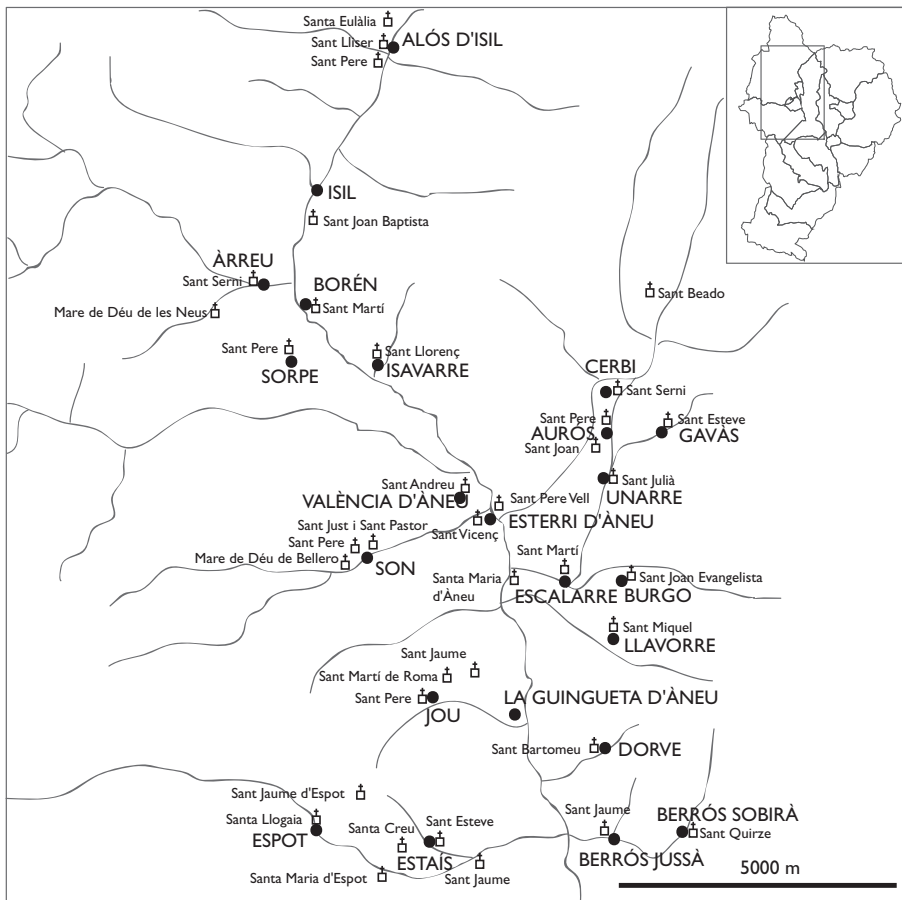 Santa Eulàlia
Sant Lliser
ALÓS D'ISIL
Sant Pere
ISIL
Sant Joan Baptista
ÀRREU
Sant Serni
BORÉN
Sant Beado
Mare de Déu de les Neus
Sant Martí
Sant Pere
Sant Llorenç
SORPE
ISAVARRE
CERBI
Sant Serni
Sant Pere
Sant Esteve
AURÓS
GAVÀS
Sant Joan
Sant Andreu
Sant Julià
VALÈNCIA D'ÀNEU
UNARRE
Sant Pere Vell
Sant Just i Sant Pastor
Sant Vicenç
ESTERRI D'ÀNEU
Sant Pere
Mare de Déu de Bellero
SON
Sant Martí
Santa Maria
d'Àneu
Sant Joan Evangelista
ESCALARRE
BURGO
Sant Miquel
LLAVORRE
Sant Jaume
Sant Martí de Roma
Sant Pere
JOU
LA GUINGUETA D'ÀNEU
Sant Bartomeu
DORVE
Sant Jaume d'Espot
Santa Llogaia
ESPOT
Santa Creu
Sant Esteve
ESTAÍS
Sant Jaume
BERRÓS SOBIRÀ
Sant Quirze
BERRÓS JUSSÀ
Santa Maria d'Espot
Sant Jaume
5000 m